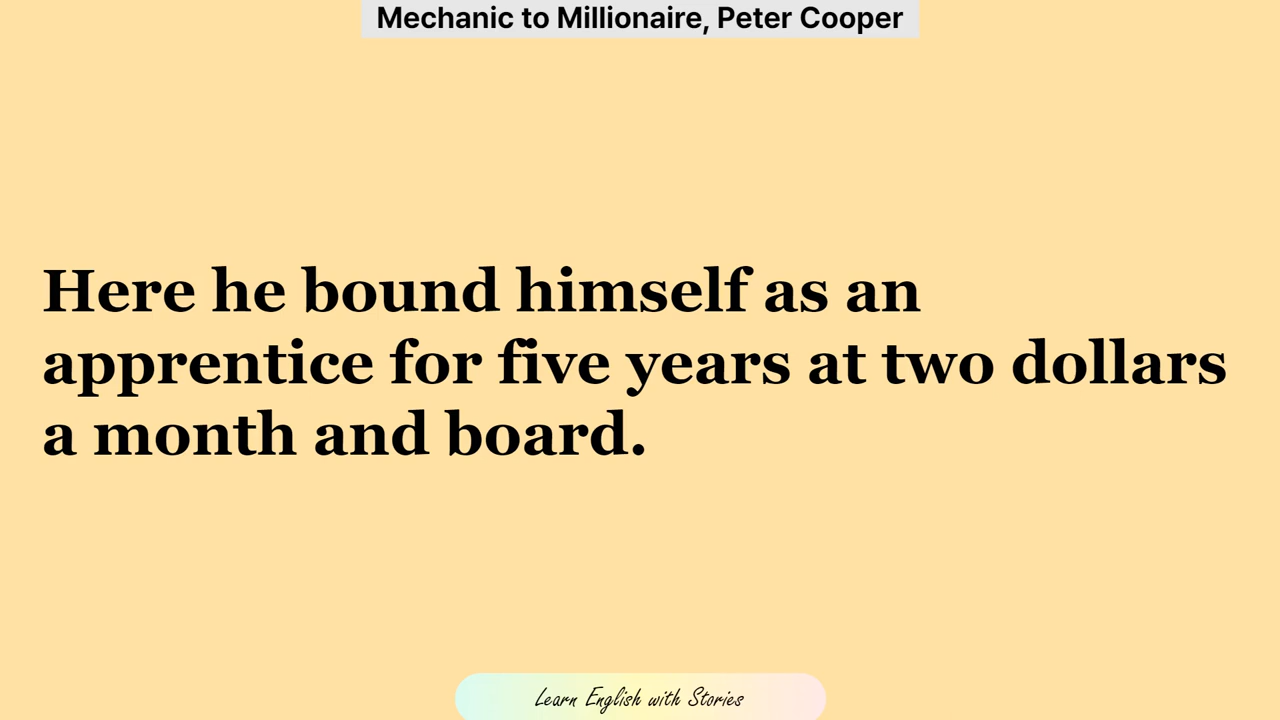 Mechanic to Millionaire, Peter Cooper
Here he bound himself as an
apprentice for five years at two dollars
a month and board.
Learn English with Stories